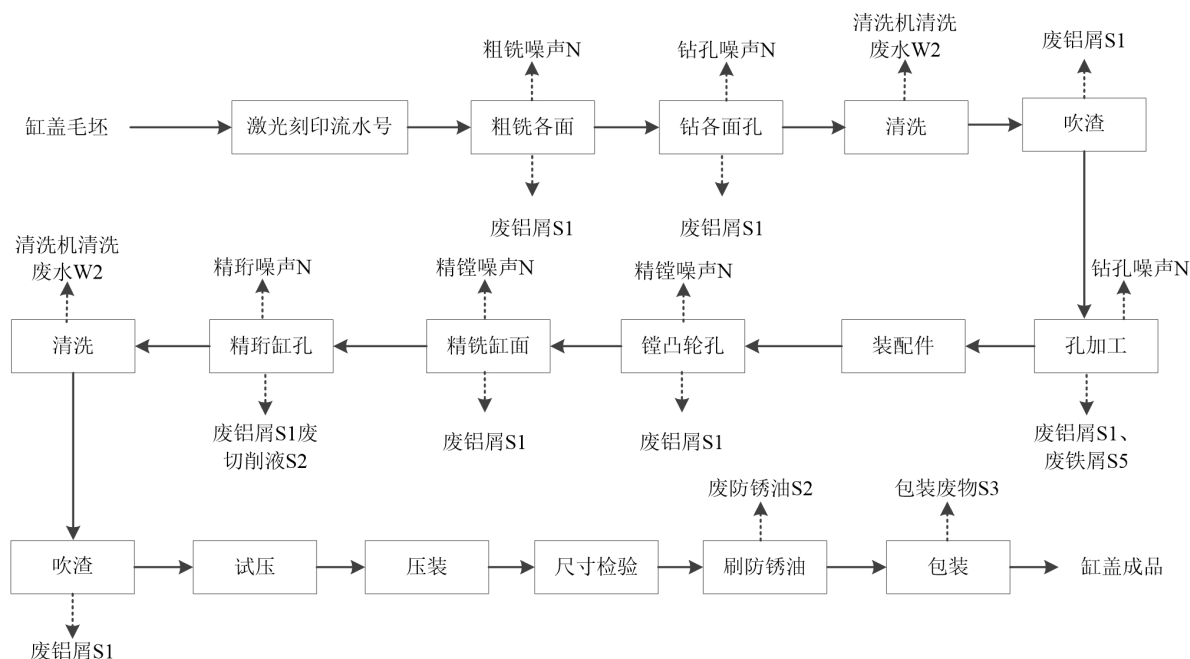 清洗机清洗
废水W2
粗铣噪声N
钻孔噪声N
废铝屑S1
缸盖毛坯
激光刻印流水号
粗铣各面
钻各面孔
清洗
吹渣
废铝屑S1
废铝屑S1
清洗机清洗
废水W2
精珩噪声N
精镗噪声N
精镗噪声N
钻孔噪声N
清洗
精珩缸孔
精铣缸面
镗凸轮孔
装配件
孔加工
废铝屑S1废
切削液S2
废铝屑S1
废铝屑S1
废铝屑S1、
废铁屑S5
废防锈油S2
包装废物S3
吹渣
试压
压装
尺寸检验
刷防锈油
包装
缸盖成品
废铝屑S1